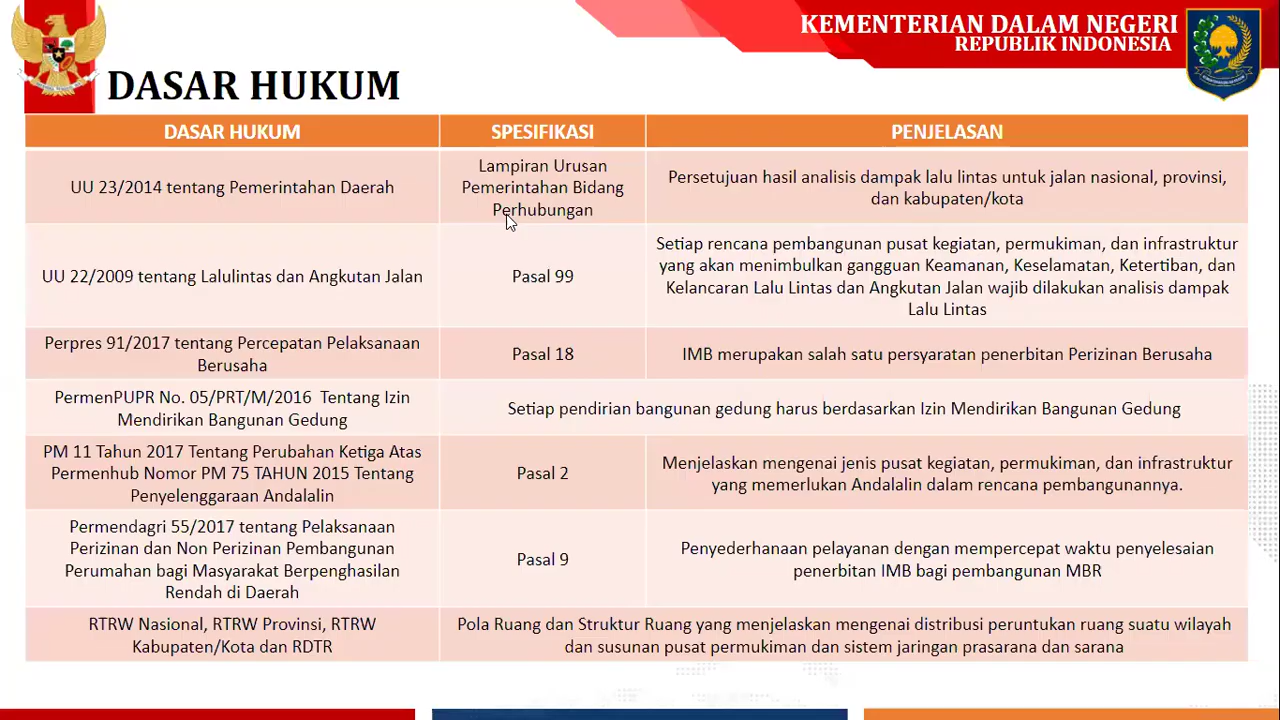 KEMENTERIAN DALAM NEGERI
REPUBLIK INDONESIA
DASAR HUKUM
DASAR HUKUM
SPESIFIKASI
PENJELASAN
UU 23/2014 tentang Pemerintahan Daerah
Lampiran Urusan
Pemerintahan Bidang
Perhubungan
Persetujuan hasil analisis dampak lalu lintas untuk jalan nasional, provinsi,
dan kabupaten/kota
UU 22/2009 tentang Lalulintas dan Angkutan Jalan
Pasal 99
Setiap rencana pembangunan pusat kegiatan, permukiman, dan infrastruktur
yang akan menimbulkan gangguan Keamanan, Keselamatan, Ketertiban, dan
Kelancaran Lalu Lintas dan Angkutan Jalan wajib dilakukan analisis dampak
Lalu Lintas
Perpres 91/2017 tentang Percepatan Pelaksanaan
Berusaha
Pasal 18
IMB merupakan salah satu persyaratan penerbitan Perizinan Berusaha
PermenPUPR No. 05/PRT/M/2016 Tentang Izin
Mendirikan Bangunan Gedung
Setiap pendirian bangunan gedung harus berdasarkan Izin Mendirikan Bangunan Gedung
PM 11 Tahun 2017 Tentang Perubahan Ketiga Atas
Permenhub Nomor PM 75 TAHUN 2015 Tentang
Penyelenggaraan Andalalin
Pasal 2
Menjelaskan mengenai jenis pusat kegiatan, permukiman, dan infrastruktur
yang memerlukan Andalalin dalam rencana pembangunannya.
Permendagri 55/2017 tentang Pelaksanaan
Perizinan dan Non Perizinan Pembangunan
Perumahan bagi Masyarakat Berpenghasilan
Rendah di Daerah
Pasal 9
Penyederhanaan pelayanan dengan mempercepat waktu penyelesaian
penerbitan IMB bagi pembangunan MBR
RTRW Nasional, RTRW Provinsi, RTRW
Kabupaten/Kota dan RDTR
Pola Ruang dan Struktur Ruang yang menjelaskan mengenai distribusi peruntukan ruang suatu wilayah
dan susunan pusat permukiman dan sistem jaringan prasarana dan sarana